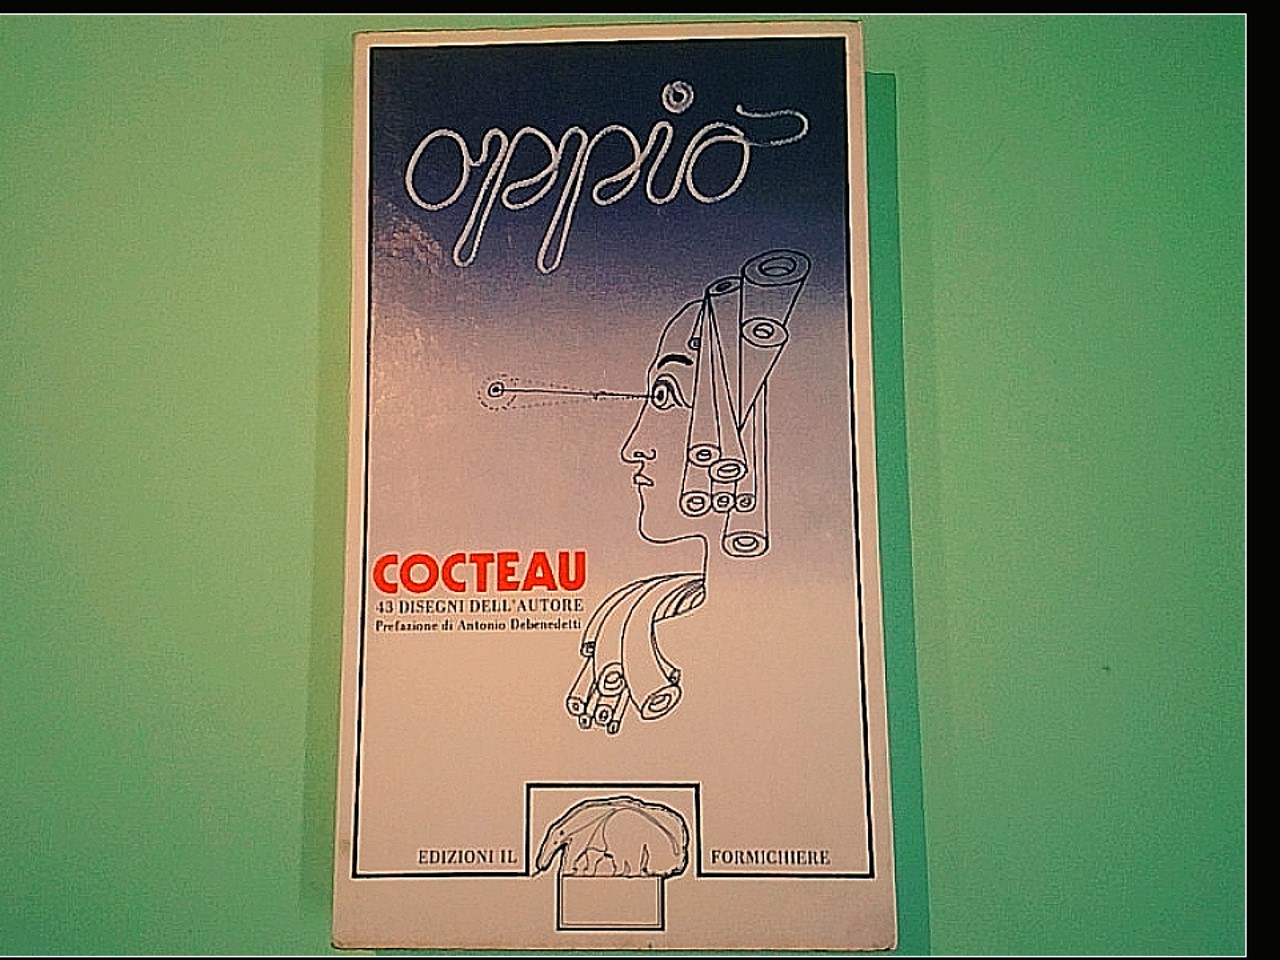 oppio
COCTEAU
43 DISEGNI DELL'AUTORE
Prefazione di Antonio Debenedetti
EDIZIONI IL FORMICHIERE